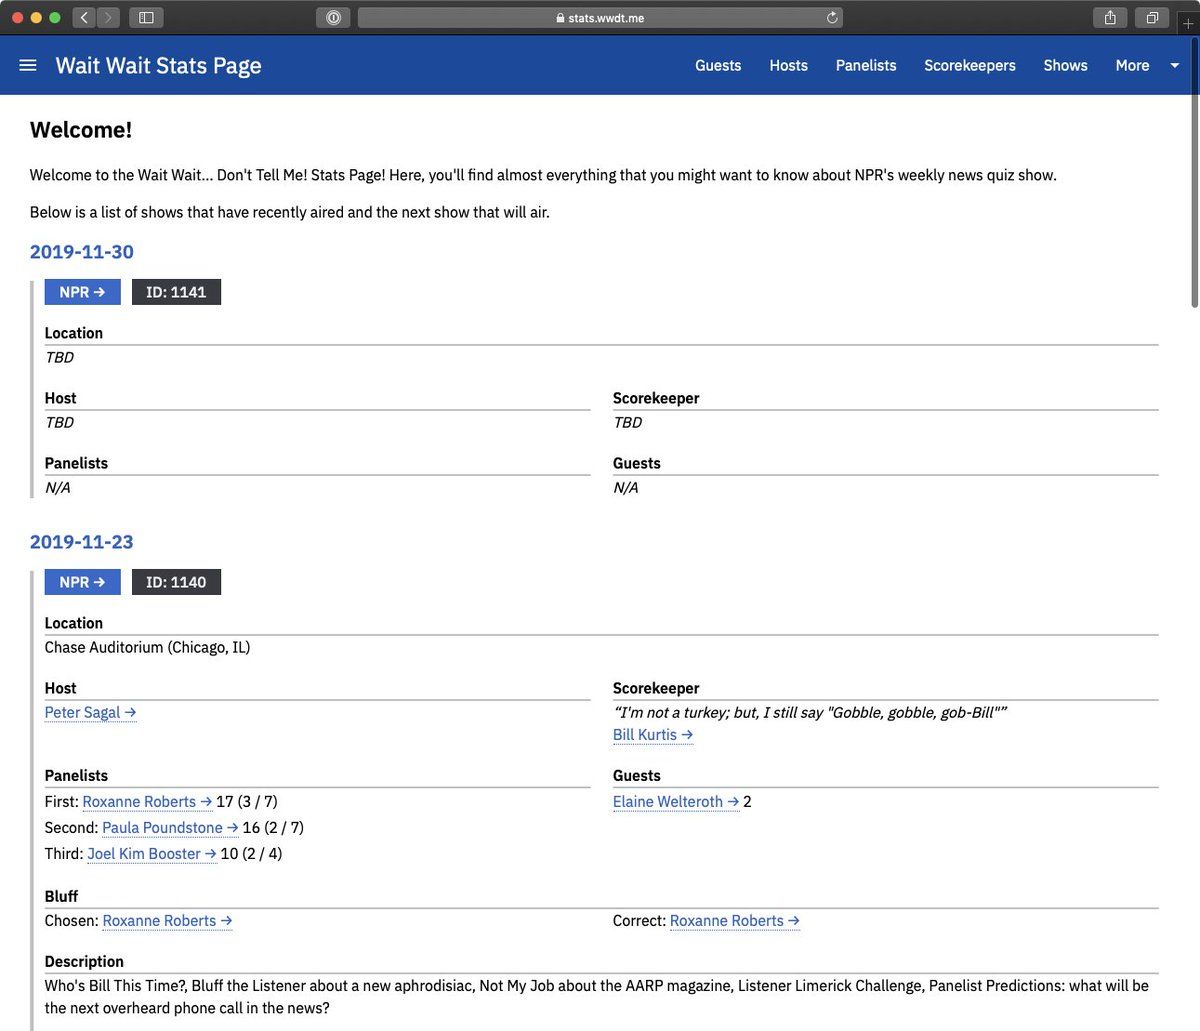 stats.wwdt.me
Wait Wait Stats Page
Guests Hosts Panelists Scorekeepers Shows More
Welcome!
Welcome to the Wait Wait... Don't Tell Me! Stats Page! Here, you'll find almost everything that you might want to know about NPR's weekly news quiz show.
Below is a list of shows that have recently aired and the next show that will air.
2019-11-30
NPR → ID: 1141
Location
TBD
Host Scorekeeper
TBD TBD
Panelists Guests
N/A N/A
2019-11-23
NPR → ID: 1140
Location
Chase Auditorium (Chicago, IL)
Host Scorekeeper
Peter Sagal → “I'm not a turkey; but, I still say "Gobble, gobble, gob-Bill"”
Bill Kurtis →
Panelists Guests
First: Roxanne Roberts → 17 (3 / 7) Elaine Welteroth → 2
Second: Paula Poundstone → 16 (2 / 7)
Third: Joel Kim Booster → 10 (2 / 4)
Bluff
Chosen: Roxanne Roberts → Correct: Roxanne Roberts →
Description
Who's Bill This Time?, Bluff the Listener about a new aphrodisiac, Not My Job about the AARP magazine, Listener Limerick Challenge, Panelist Predictions: what will be
the next overheard phone call in the news?